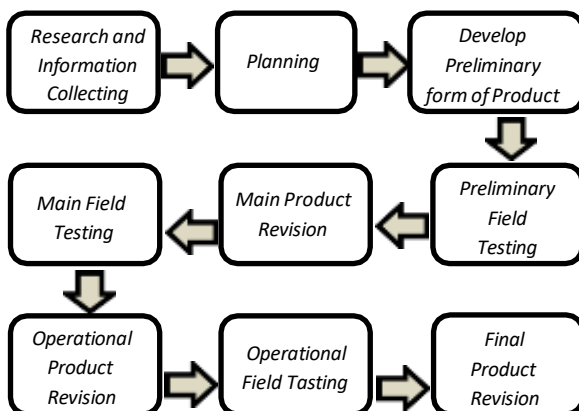 Research and
Information
Collecting
Planning
Develop
Preliminary
form of Product
Preliminary
Field
Testing
Main Product
Revision
Main Field
Testing
Operational
Product
Revision
Operational
Field Tasting
Final
Product
Revision